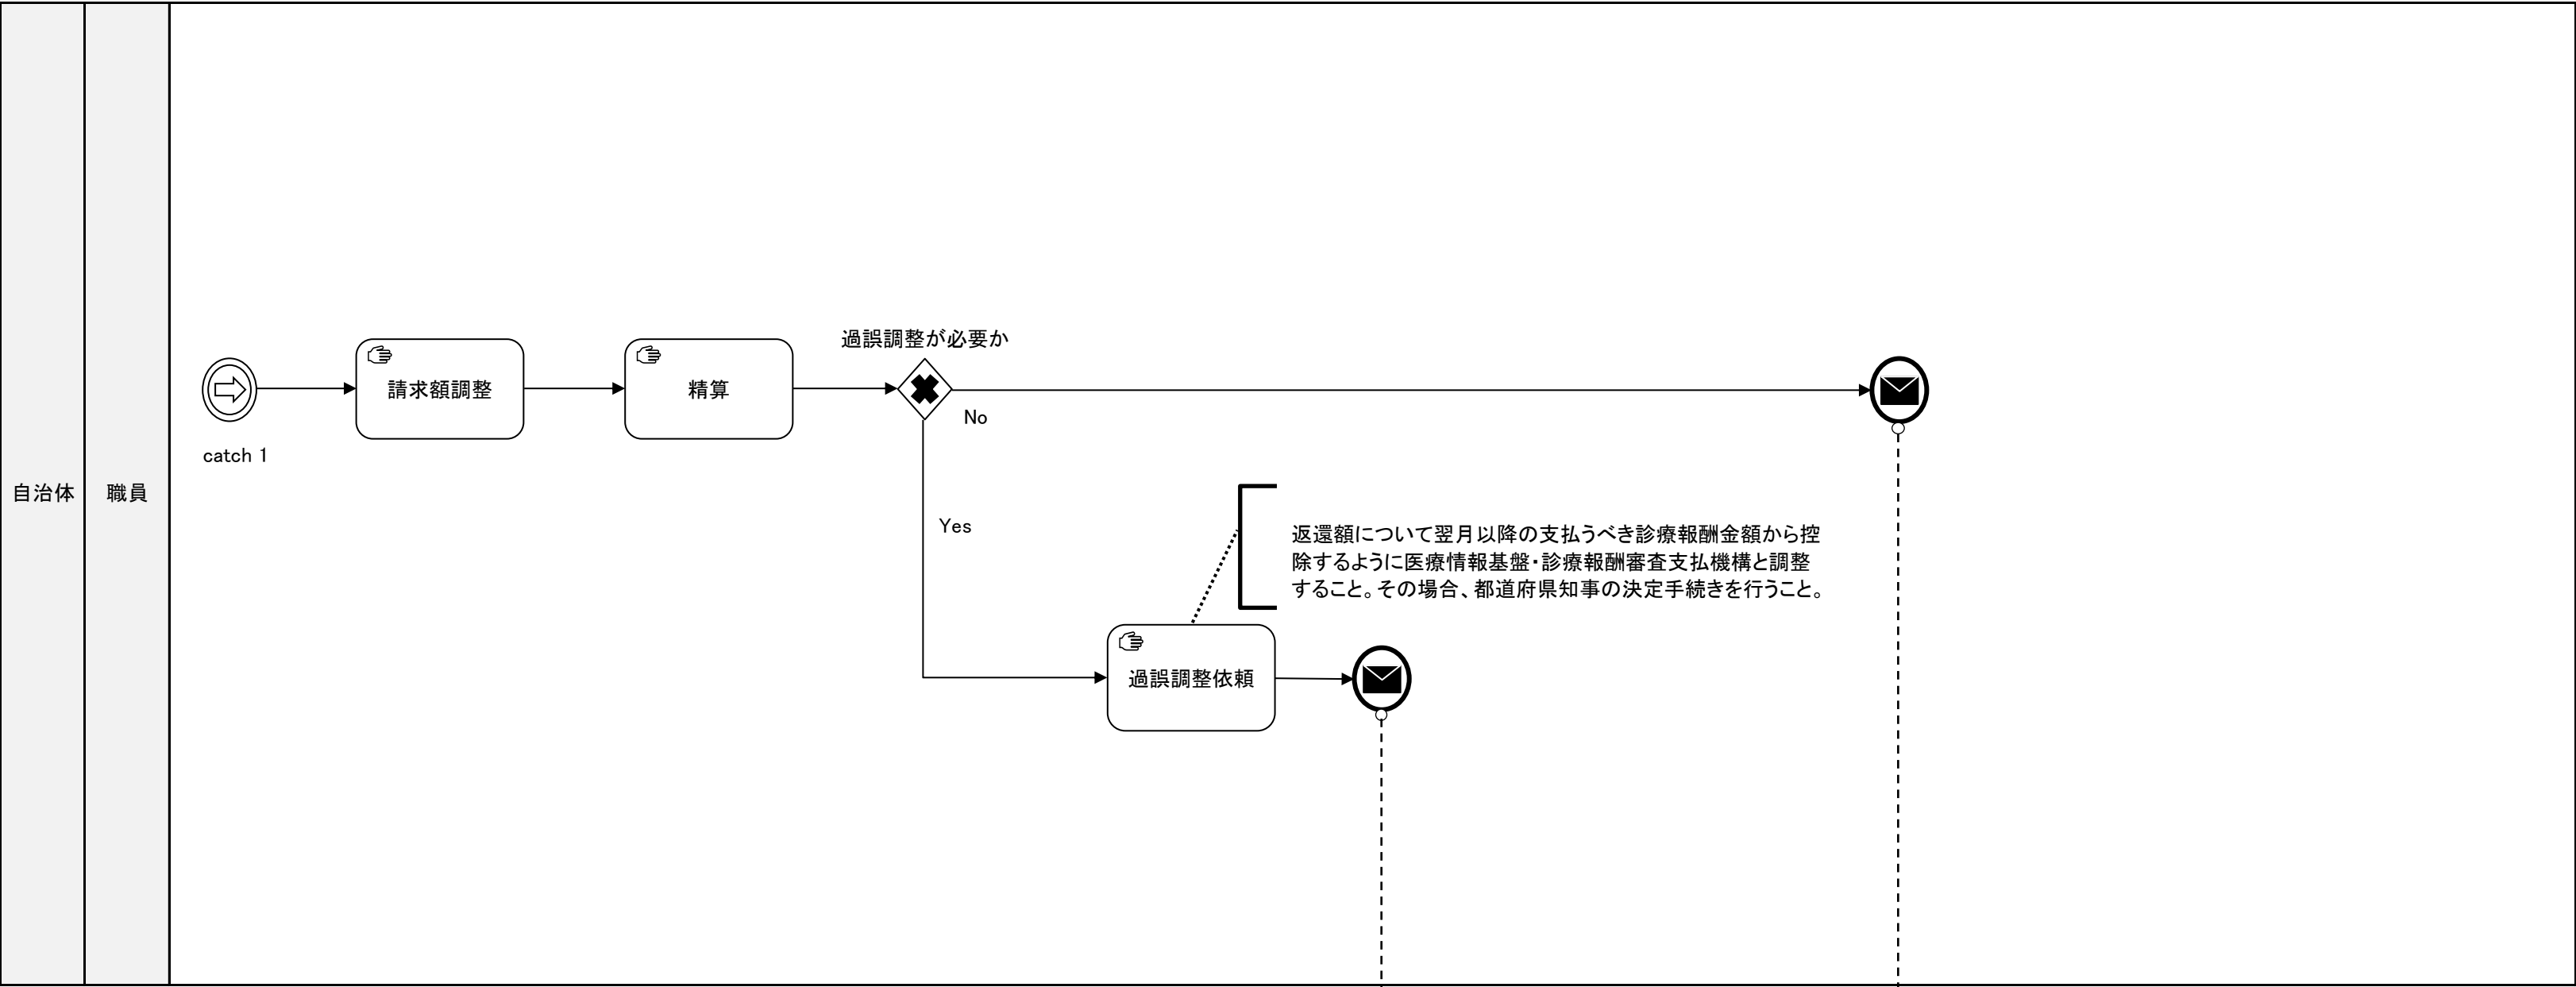 自治体
職員
catch 1
請求額調整
精算
過誤調整が必要か
No
Yes
返還額について翌月以降の支払うべき診療報酬金額から控
除するように医療情報基盤・診療報酬審査支払機構と調整
すること。その場合、都道府県知事の決定手続きを行うこと。
過誤調整依頼